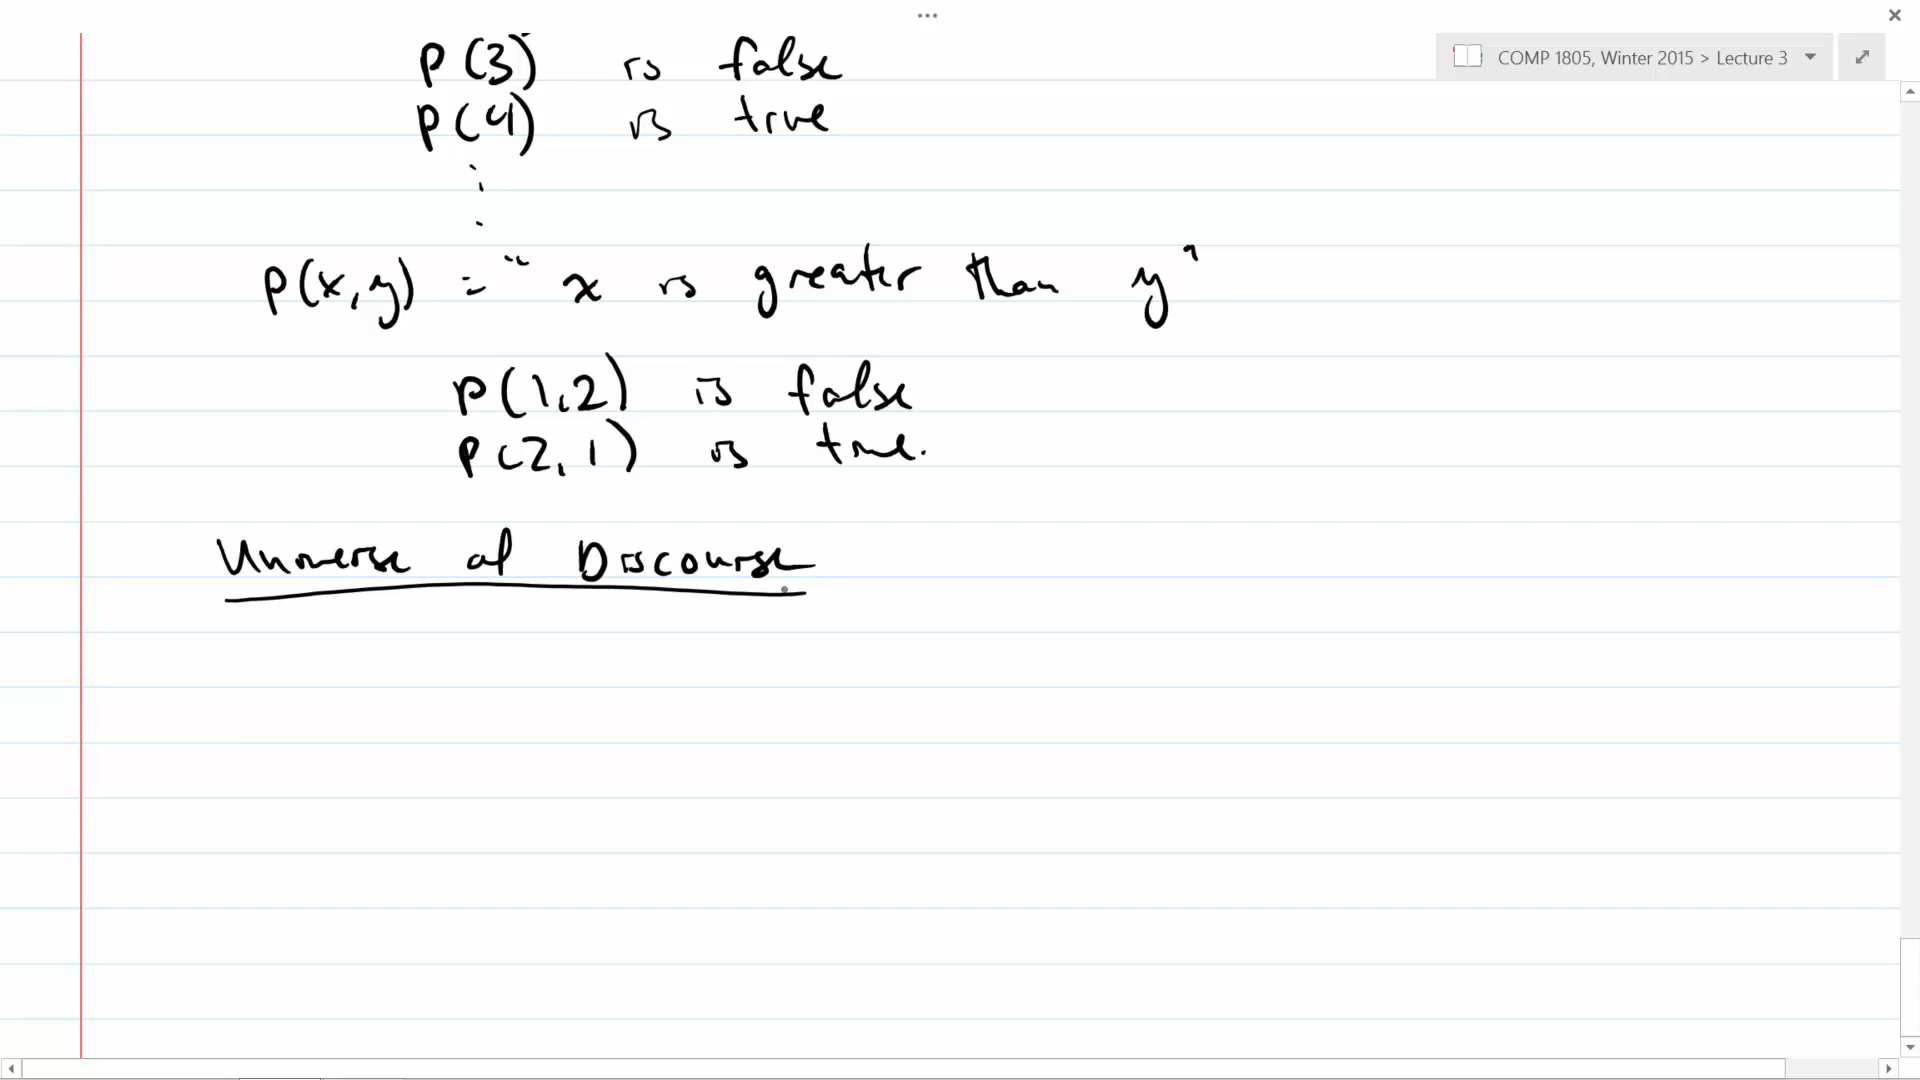 COMP 1805, Winter 2015 > Lecture 3
P(3) is false
P(4) is true
P(x,y) = "x is greater than y"
P(1,2) is false
P(2,1) is true.
Universe of Discourse